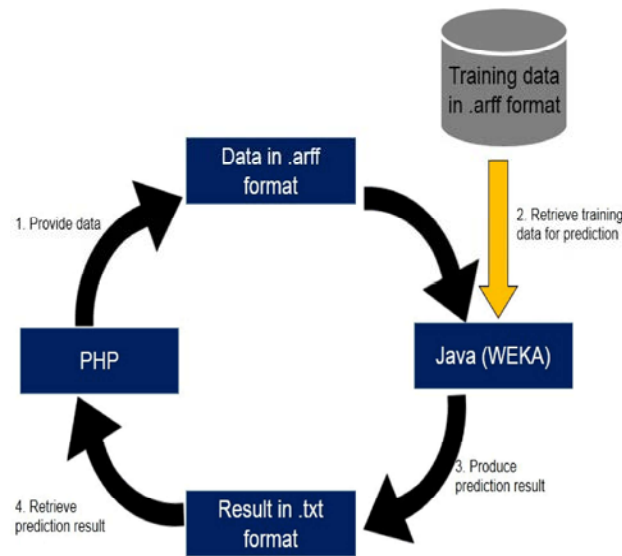 Training data
in .arff format
Data in .arff
format
1. Provide data
2. Retrieve training
data for prediction
PHP
Java (WEKA)
3. Produce
prediction result
4. Retrieve
prediction result
Result in .txt
format